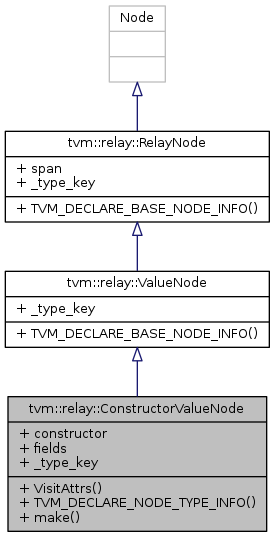 Node
tvm::relay::RelayNode
+ span
+ _type_key
+ TVM_DECLARE_BASE_NODE_INFO()
tvm::relay::ValueNode
+ _type_key
+ TVM_DECLARE_BASE_NODE_INFO()
tvm::relay::ConstructorValueNode
+ constructor
+ fields
+ _type_key
+ VisitAttrs()
+ TVM_DECLARE_NODE_TYPE_INFO()
+ make()